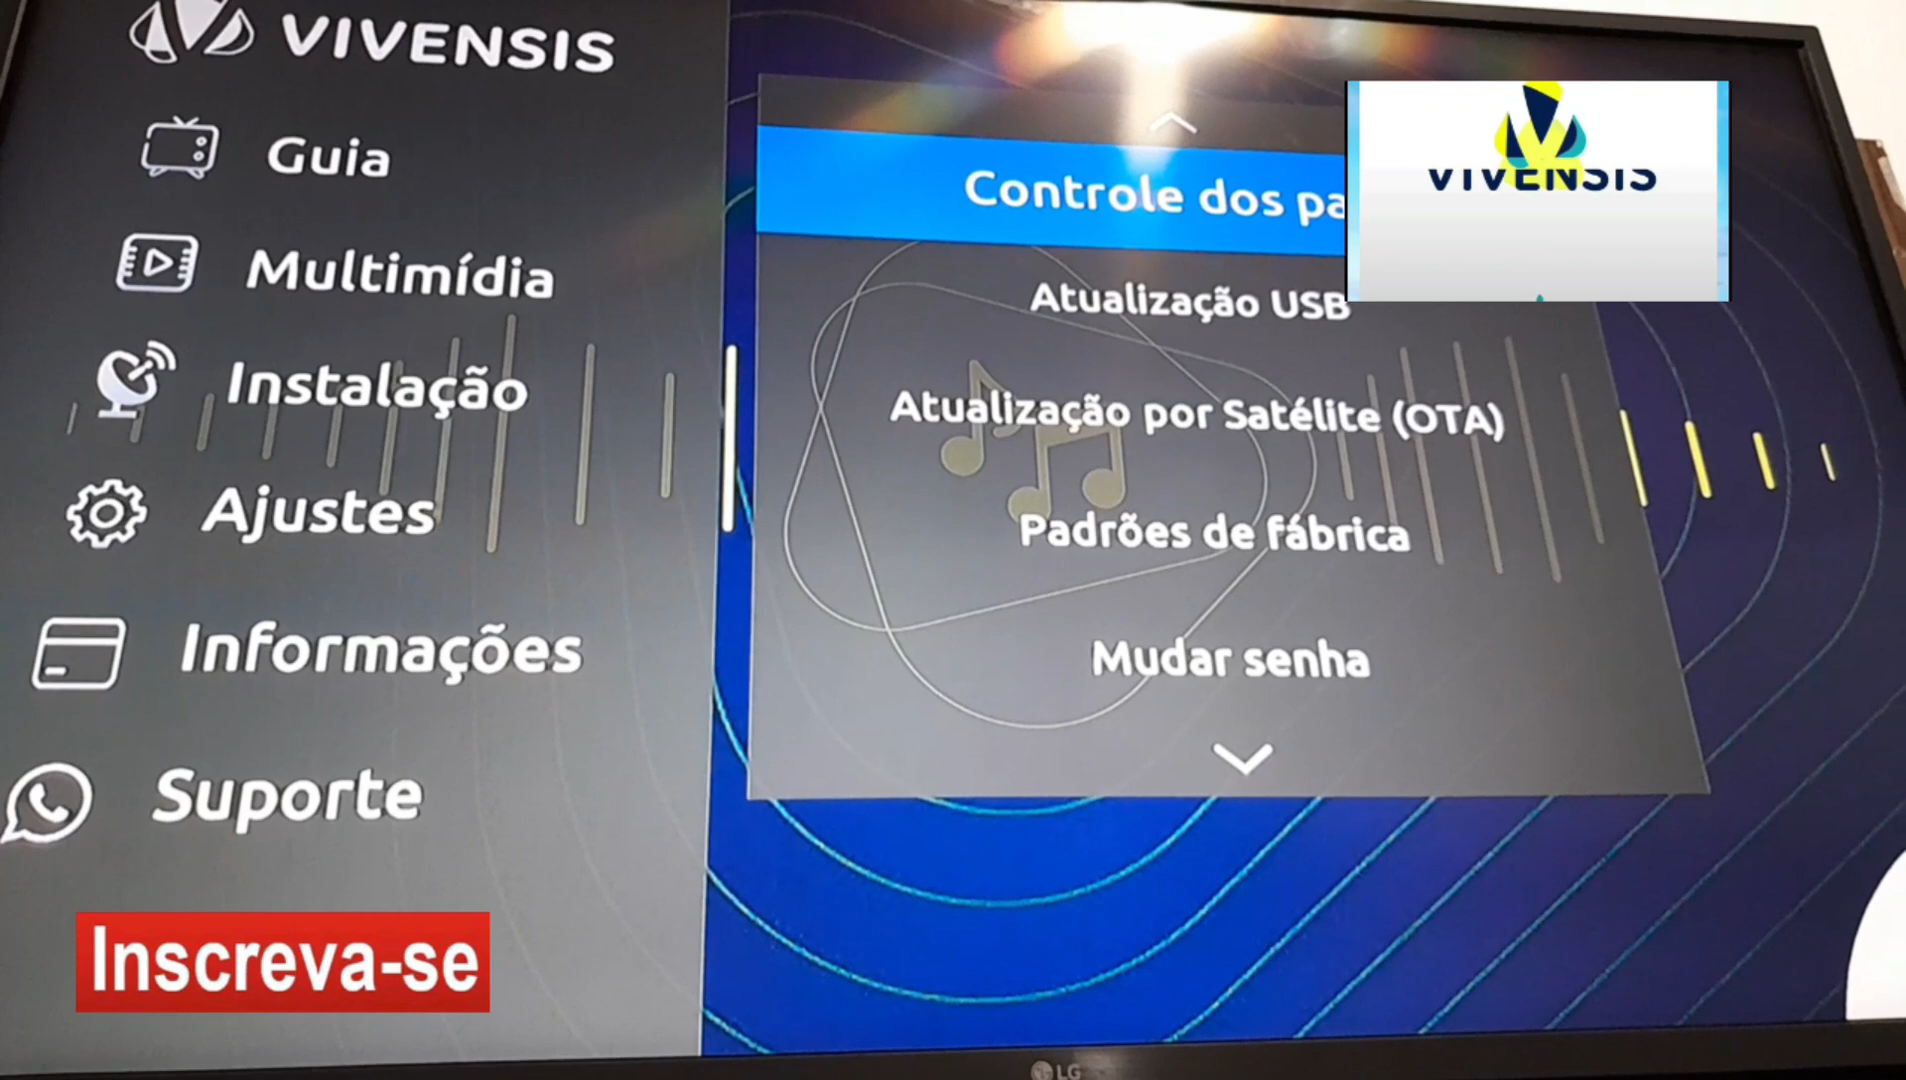 VIVENSIS
Guia
Multimídia
Instalação
Ajustes
Informações
Suporte
Inscreva-se
Controle dos
Atualização USB
Atualização por Satélite (OTA)
Padrões de fábrica
Mudar senha
VIVENSIS
LG